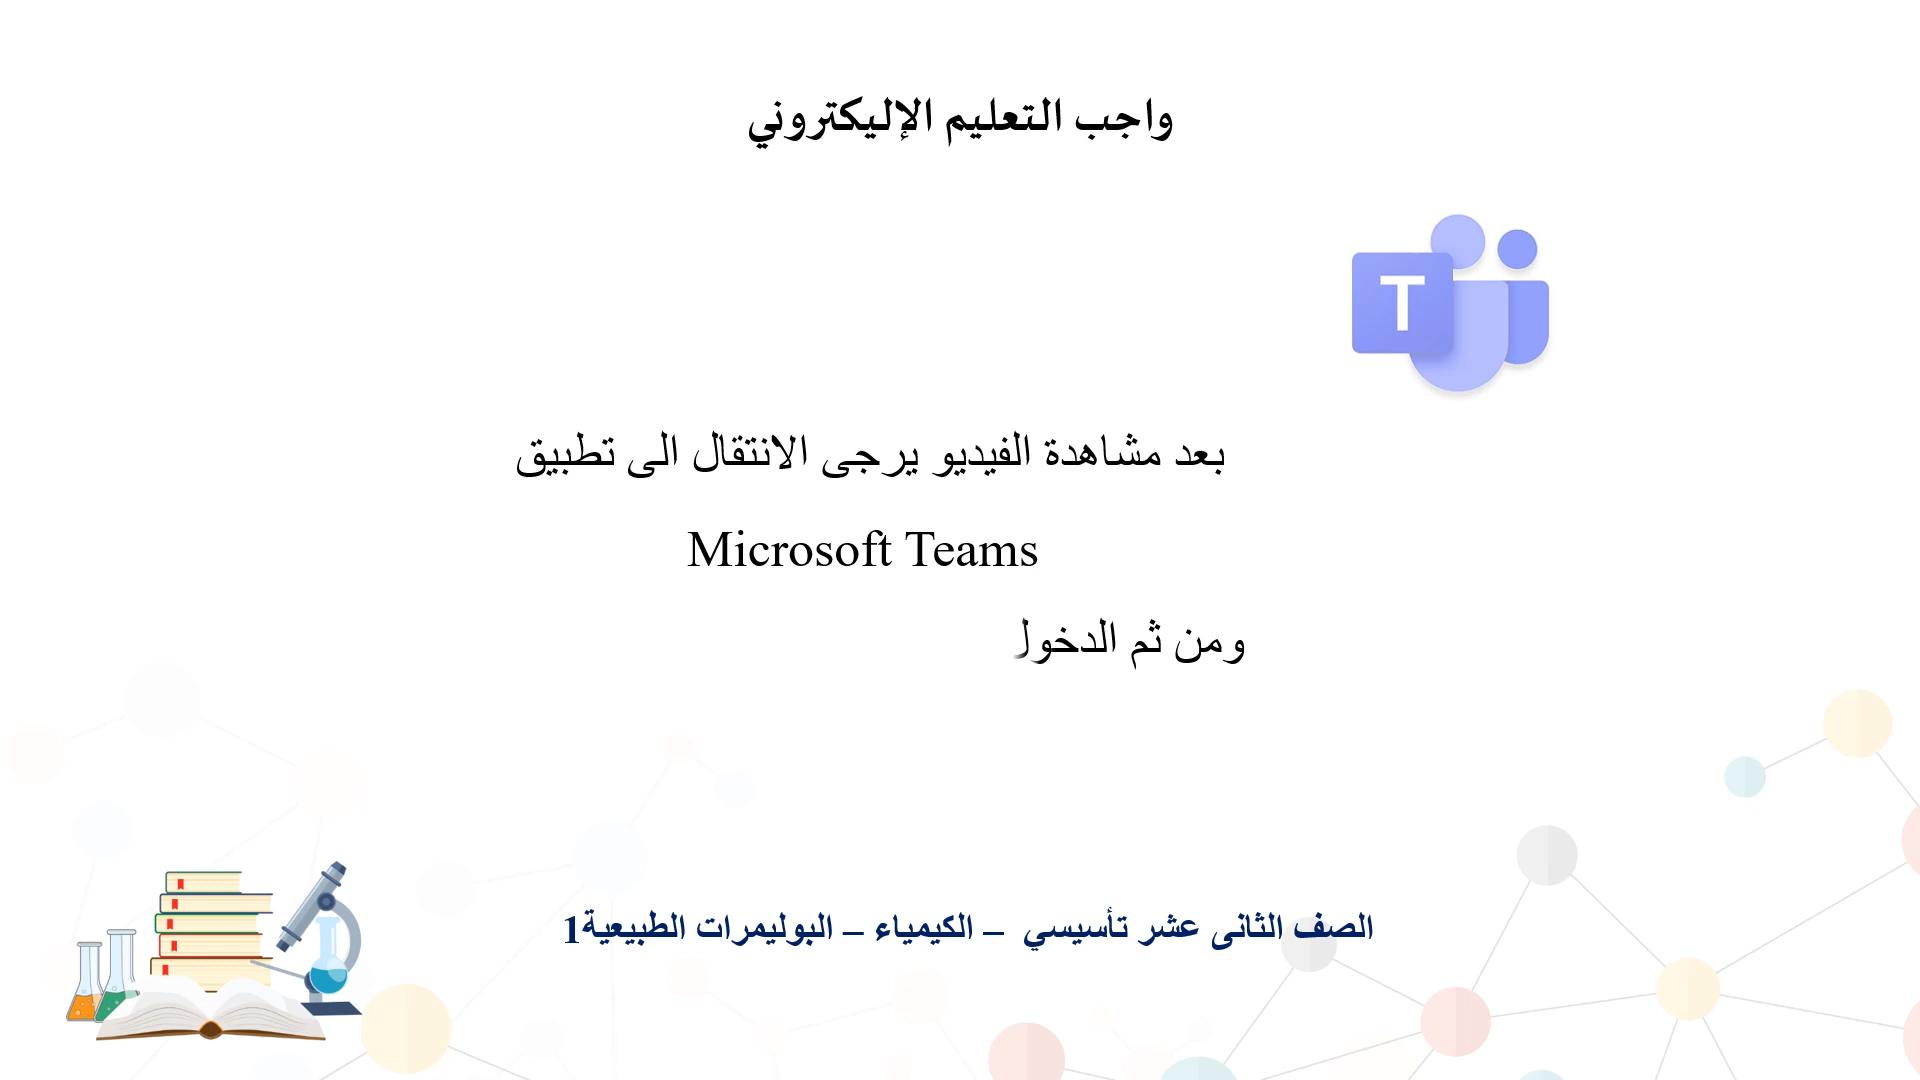 واجب التعليم الإليكتروني
T
بعد مشاهدة الفيديو يرجى الانتقال الى تطبيق
Microsoft Teams
ومن ثم الدخول
الصف الثانى عشر تأسيسي – الكيمياء – البوليمرات الطبيعية1